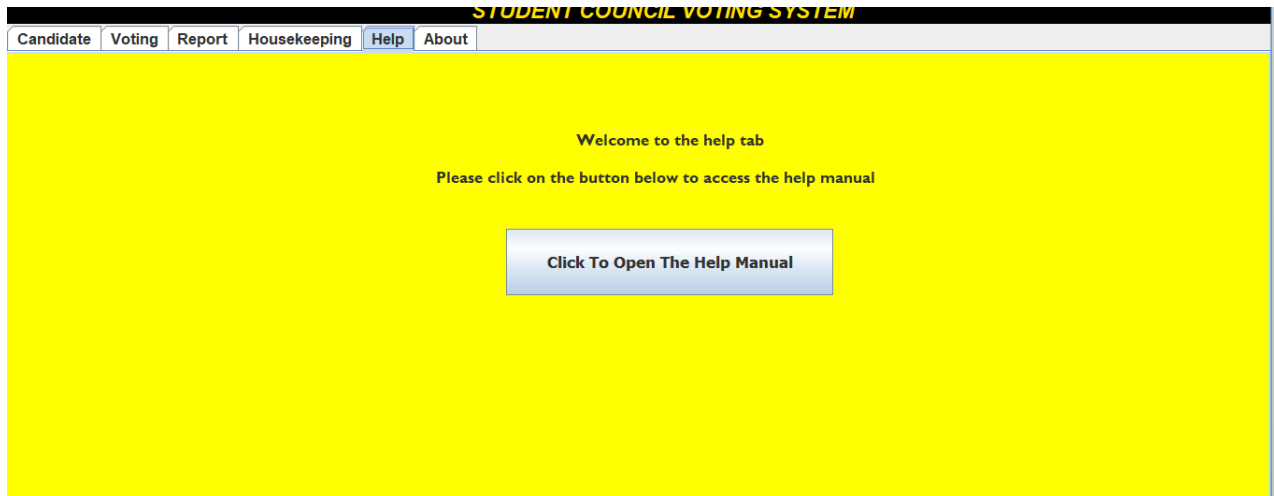 STUDENT COUNCIL VOTING SYSTEM
Candidate Voting Report Housekeeping Help About
Welcome to the help tab
Please click on the button below to access the help manual
Click To Open The Help Manual